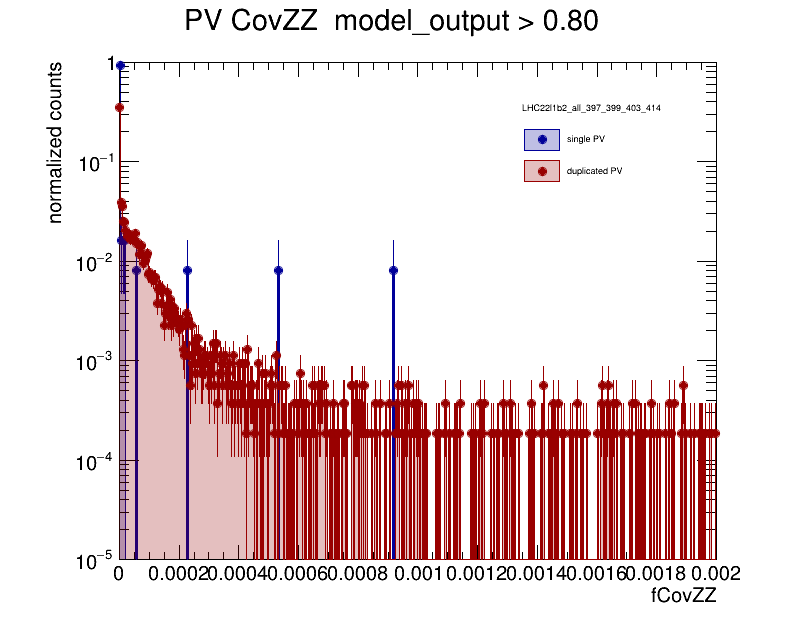 PV CovZZ model_output > 0.80
normalized counts
1
10−1
10−2
10−3
10−4
10−5
LHC22l1b2_all_397_399_403_414
single PV
duplicated PV
0 0.0002 0.0004 0.0006 0.0008 0.001 0.0012 0.0014 0.0016 0.0018 0.002
fCovZZ